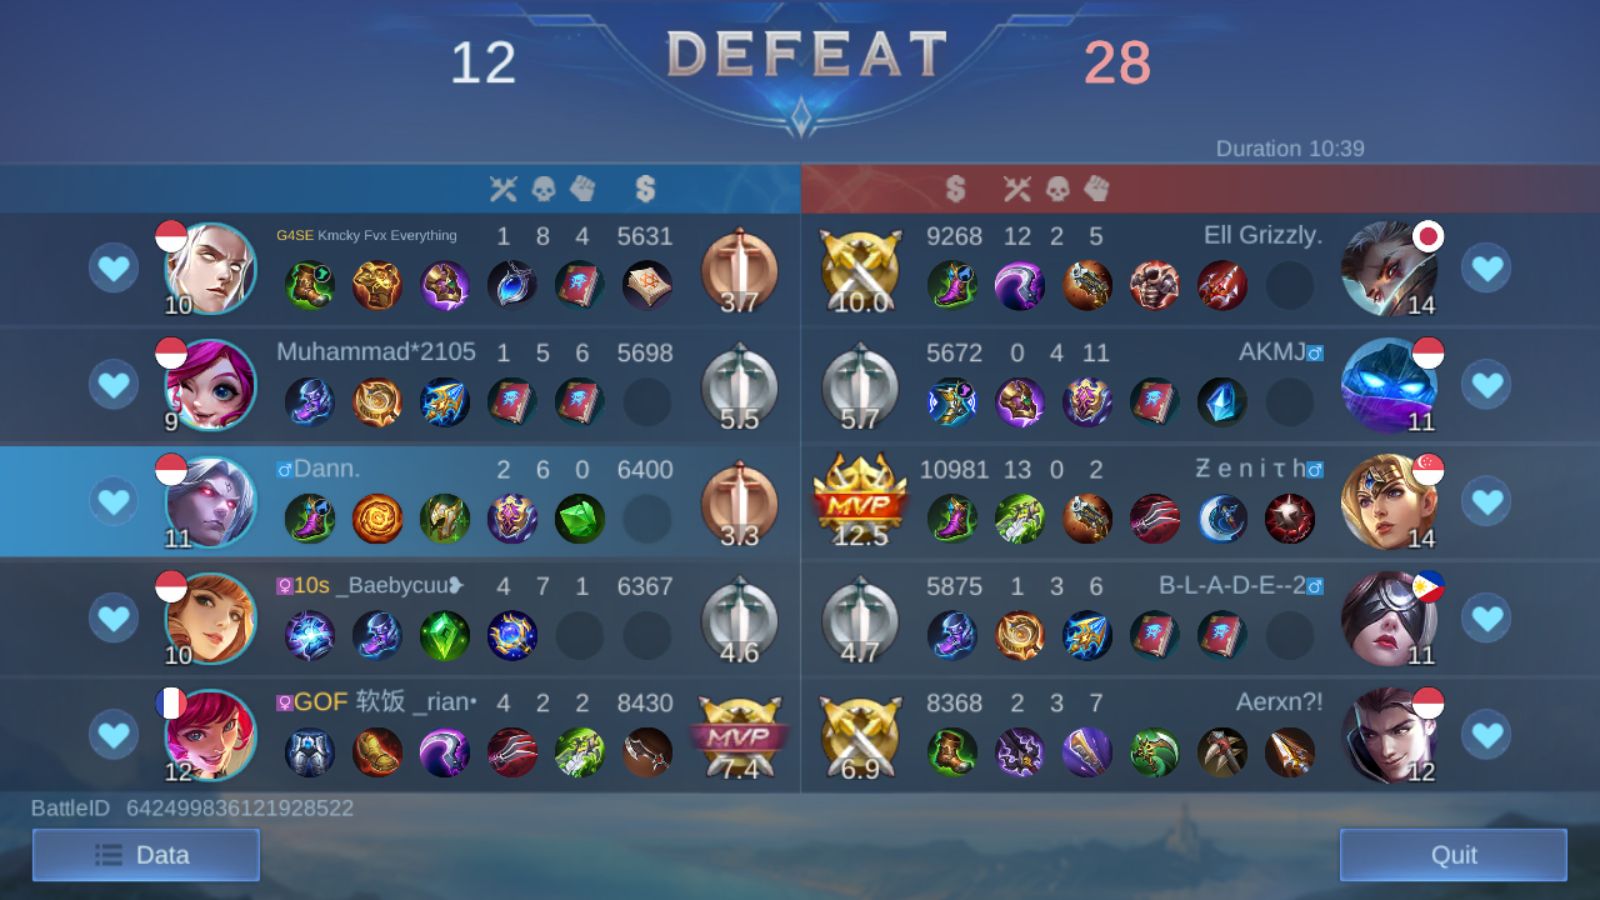 12 DEFEAT 28
Duration 10:39
G4SE Kmcky Fvx Everything 1 8 4 5631
10 3.7
9268 12 2 5 Ell Grizzly.
10.0 14
Muhammad*2105 1 5 6 5698
9 5.5
5672 0 4 11 AKMJ♂
5.7 11
♂Dann. 2 6 0 6400
11 3.3
10981 13 0 2 Ƶ e n i τ h♂
MVP
12.5 14
♀10s _Baebycuu❥ 4 7 1 6367
10 4.6
5875 1 3 6 B-L-A-D-E--2♂
4.7 11
♀GOF 软饭 _rian• 4 2 2 8430
MVP
12 7.4
8368 2 3 7 Aerxn?!
6.9 12
BattleID 642499836121928522
Data
Quit